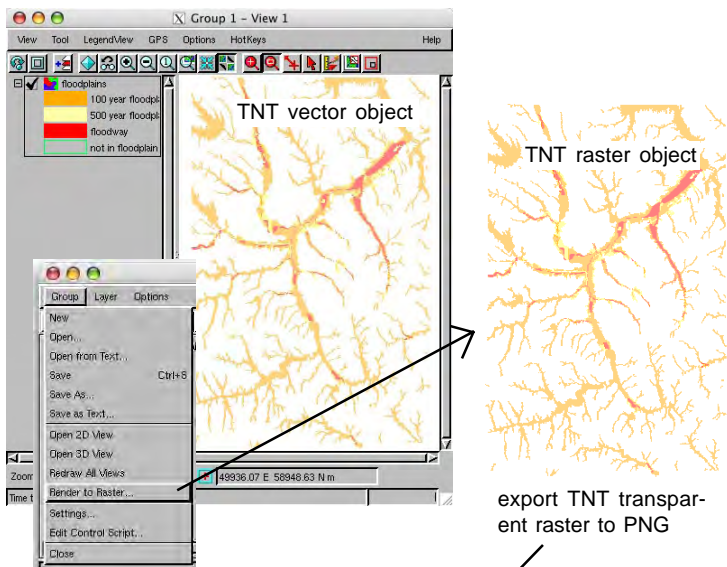 Group 1 - View 1
View Tool LegendView GPS Options HotKeys Help
floodplains
100 year floodpl
500 year floodpl
floodway
not in floodplain
TNT vector object
TNT raster object
Group Layer Options
New
Open...
Open from Text...
Save Ctrl+S
Save As...
Save as Text...
Open 2D View
Open 3D View
Redraw All Views
Render to Raster...
Settings...
Edit Control Script...
Close
Zoom
49936.07 E 58948.63 N m
Time t
export TNT transpar-
ent raster to PNG